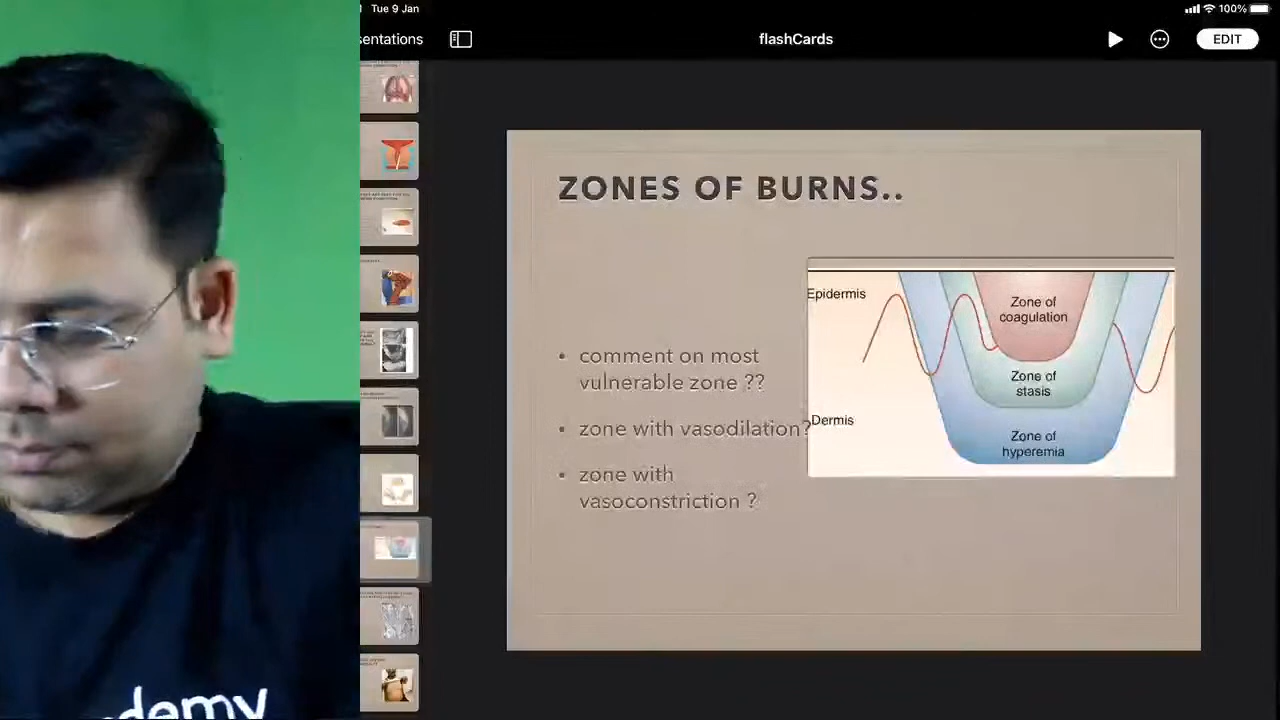 Tue 9 Jan
100%
sentations
flashCards
EDIT
ZONES OF BURNS..
Epidermis
Zone of
coagulation
• comment on most
vulnerable zone ??
Zone of
stasis
• zone with vasodilation?
Dermis
Zone of
hyperemia
• zone with
vasoconstriction ?
demy